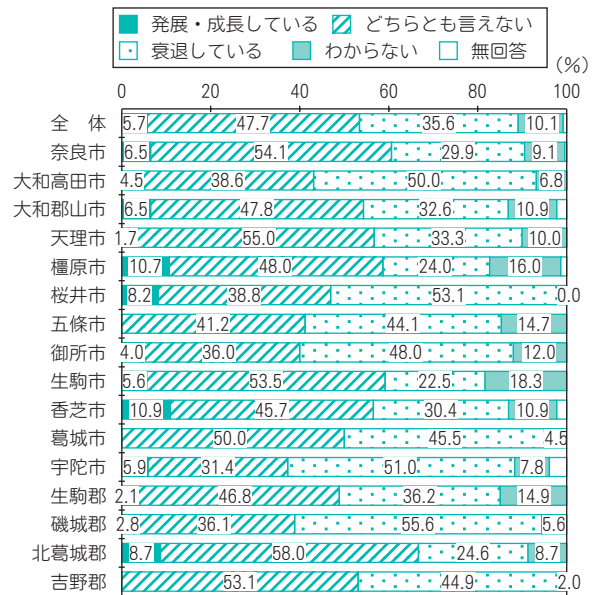 発展・成長している どちらとも言えない
衰退している わからない 無回答
(％)
0 20 40 60 80 100
全 体 5.7 47.7 35.6 10.1
奈良市 6.5 54.1 29.9 9.1
大和高田市 4.5 38.6 50.0 6.8
大和郡山市 6.5 47.8 32.6 10.9
天理市 1.7 55.0 33.3 10.0
橿原市 10.7 48.0 24.0 16.0
桜井市 8.2 38.8 53.1 0.0
五條市 41.2 44.1 14.7
御所市 4.0 36.0 48.0 12.0
生駒市 5.6 53.5 22.5 18.3
香芝市 10.9 45.7 30.4 10.9
葛城市 50.0 45.5 4.5
宇陀市 5.9 31.4 51.0 7.8
生駒郡 2.1 46.8 36.2 14.9
磯城郡 2.8 36.1 55.6 5.6
北葛城郡 8.7 58.0 24.6 8.7
吉野郡 53.1 44.9 2.0